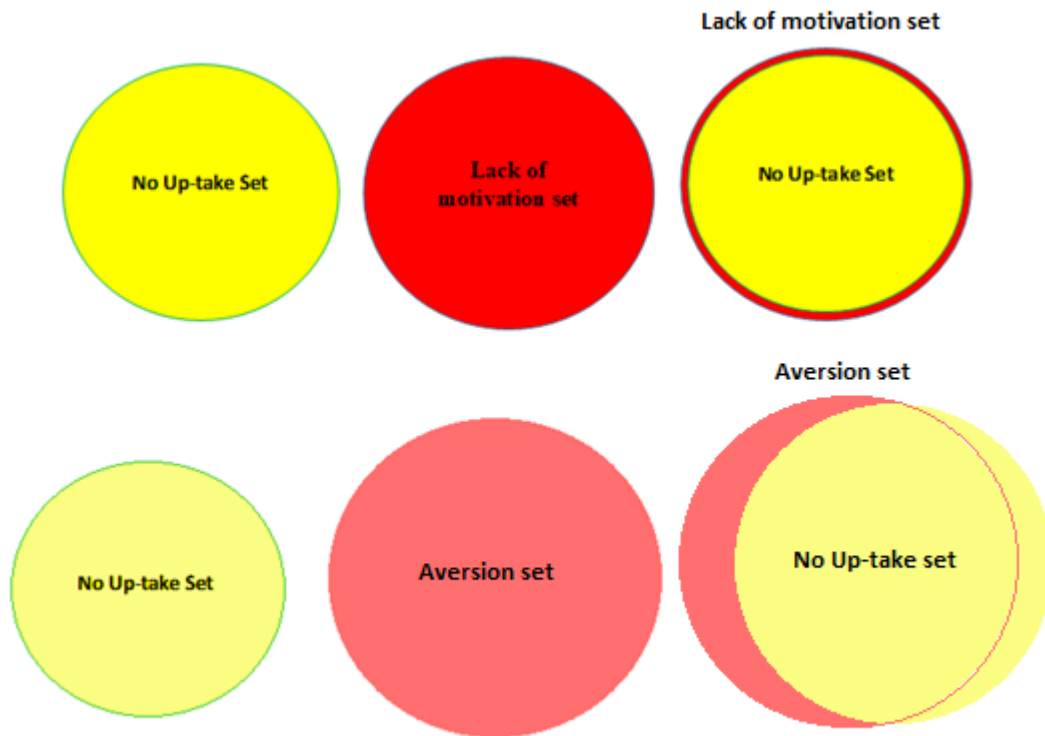 Lack of motivation set
No Up-take Set
Lack of
motivation set
No Up-take Set
Aversion set
No Up-take Set
Aversion set
No Up-take set